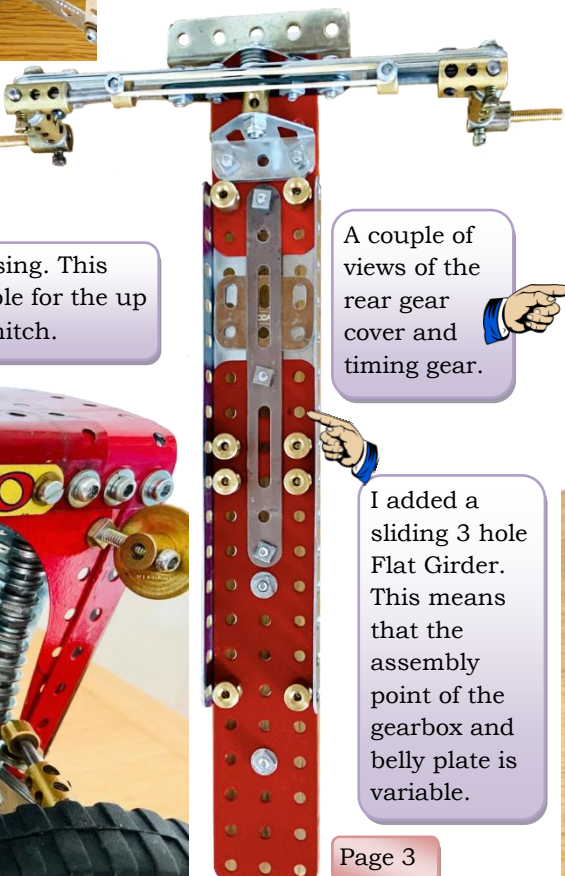 sing. This
ole for the up
hitch.
A couple of
views of the
rear gear
cover and
timing gear.
I added a
sliding 3 hole
Flat Girder.
This means
that the
assembly
point of the
gearbox and
belly plate is
variable.
Page 3